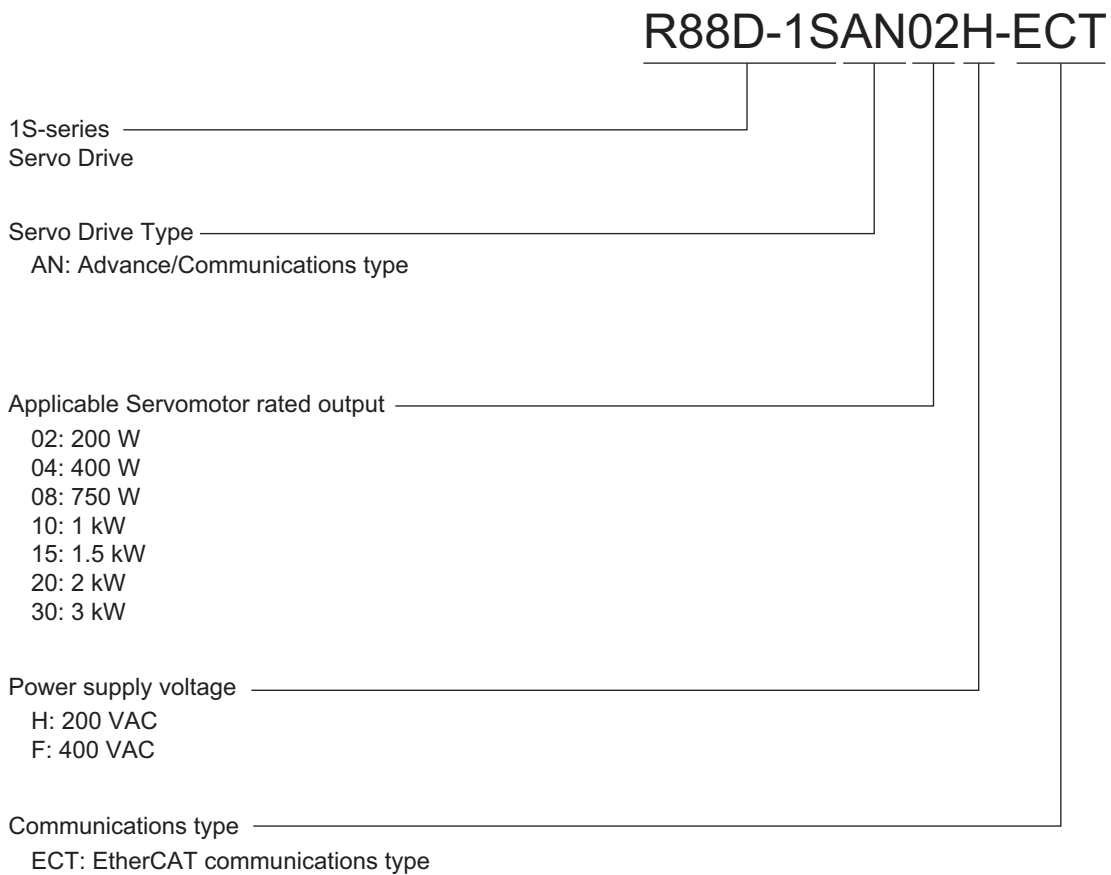 R88D-1SAN02H-ECT
1S-series
Servo Drive
Servo Drive Type
AN: Advance/Communications type
Applicable Servomotor rated output
02: 200 W
04: 400 W
08: 750 W
10: 1 kW
15: 1.5 kW
20: 2 kW
30: 3 kW
Power supply voltage
H: 200 VAC
F: 400 VAC
Communications type
ECT: EtherCAT communications type